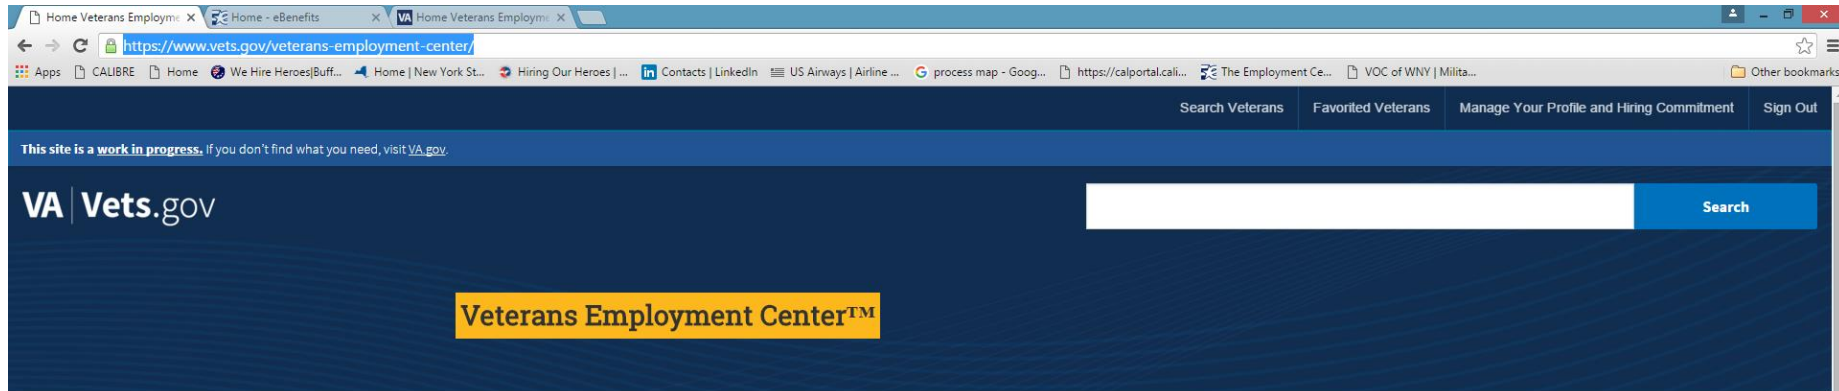 Home Veterans Employme Home - eBenefits VA Home Veterans Employme
https://www.vets.gov/veterans-employment-center/
Apps CALIBRE Home We Hire Heroes|Buff... Home | New York St... Hiring Our Heroes | ... in Contacts | LinkedIn US Airways | Airline ... G process map - Goog... https://calportal.cali... The Employment Ce... VOC of WNY | Milita... Other bookmarks
Search Veterans Favorited Veterans Manage Your Profile and Hiring Commitment Sign Out
This site is a work in progress. If you don't find what you need, visit VA.gov.
VA | Vets.gov Search
Veterans Employment Center™